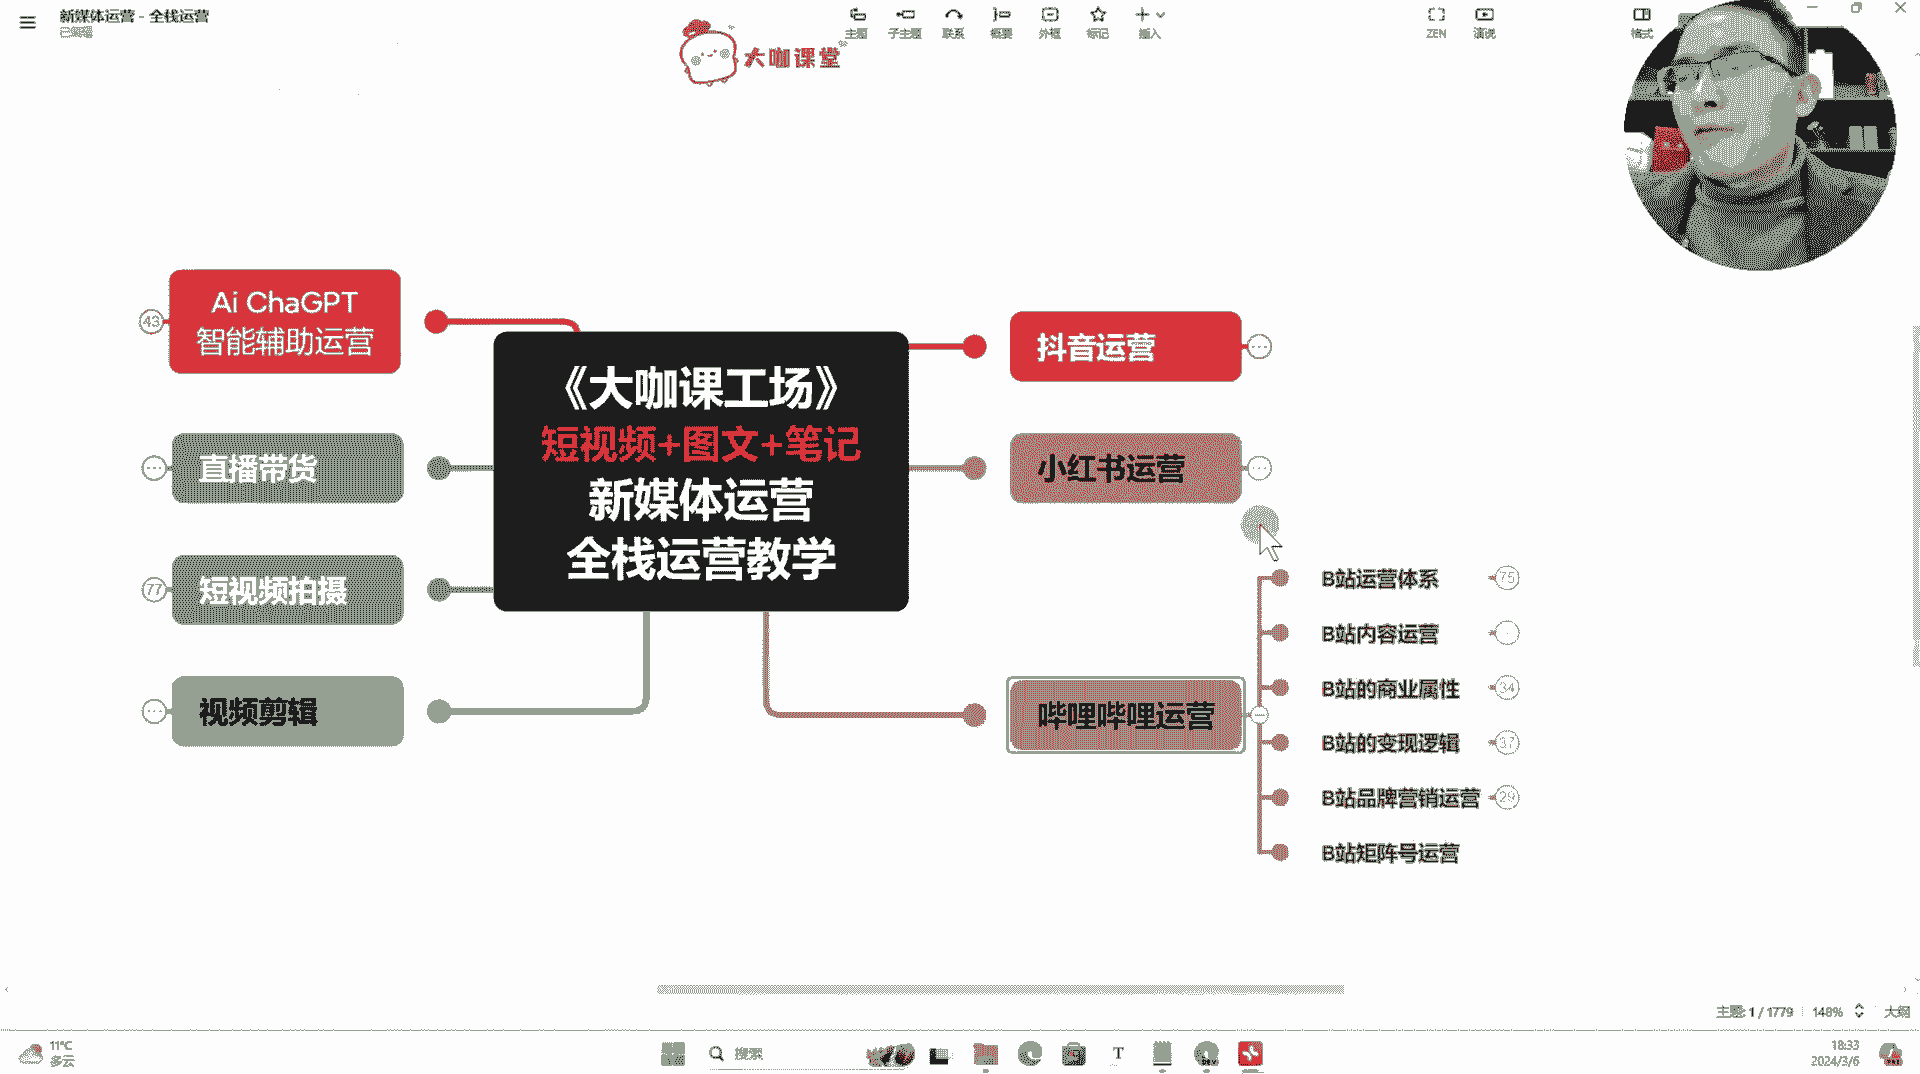 新媒体运营 - 全栈运营
已编辑
大咖课堂
主题
子主题
联系
概要
外框
标记
插入
ZEN
演说
格式
43
Ai ChaGPT
智能辅助运营
直播带货
77
短视频拍摄
视频剪辑
《大咖课工场》
短视频+图文+笔记
新媒体运营
全栈运营教学
抖音运营
小红书运营
哔哩哔哩运营
B站运营体系
75
B站内容运营
B站的商业属性
34
B站的变现逻辑
37
B站品牌营销运营
29
B站矩阵号运营
主题: 1 / 1779
148%
大纲
11°C
多云
搜索
18:33
2024/3/6